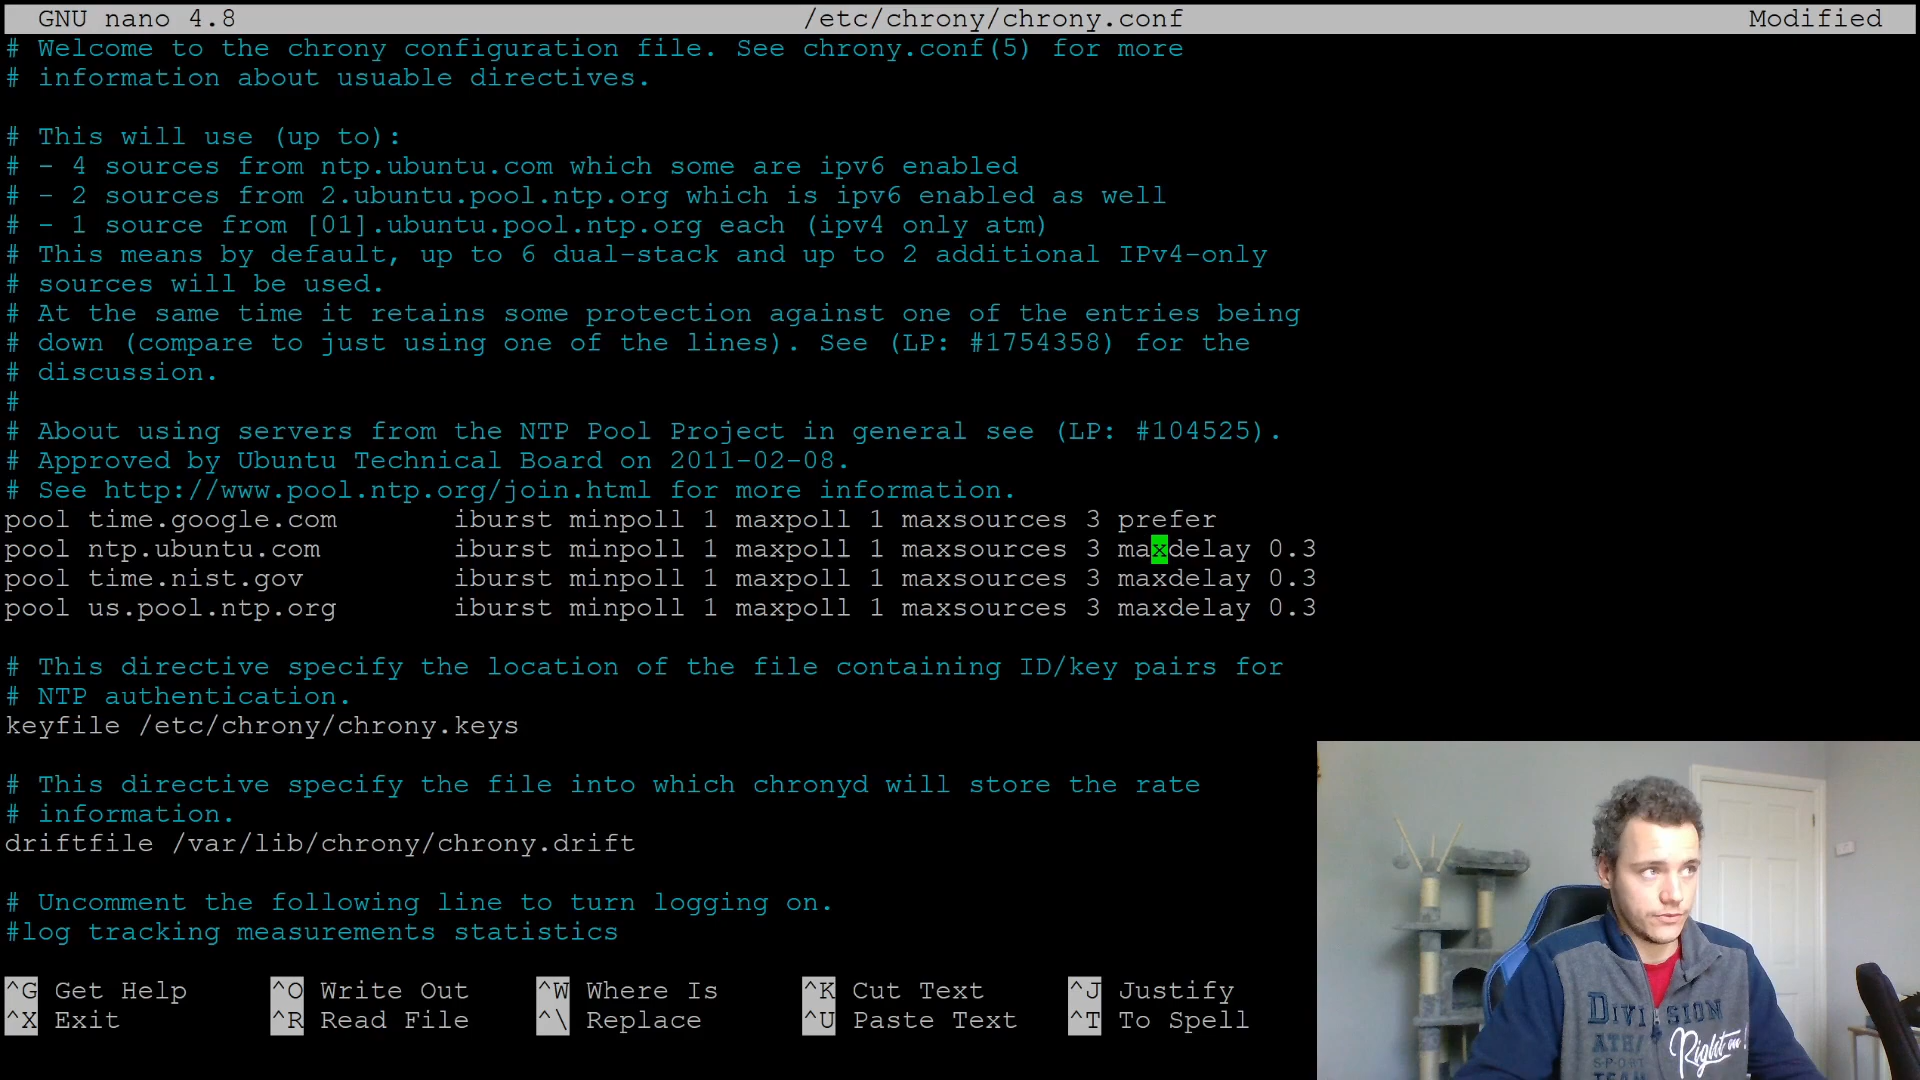 GNU nano 4.8 /etc/chrony/chrony.conf Modified
# Welcome to the chrony configuration file. See chrony.conf(5) for more
# information about usuable directives.
# This will use (up to):
# - 4 sources from ntp.ubuntu.com which some are ipv6 enabled
# - 2 sources from 2.ubuntu.pool.ntp.org which is ipv6 enabled as well
# - 1 source from [01].ubuntu.pool.ntp.org each (ipv4 only atm)
# This means by default, up to 6 dual-stack and up to 2 additional IPv4-only
# sources will be used.
# At the same time it retains some protection against one of the entries being
# down (compare to just using one of the lines). See (LP: #1754358) for the
# discussion.
#
# About using servers from the NTP Pool Project in general see (LP: #104525).
# Approved by Ubuntu Technical Board on 2011-02-08.
# See http://www.pool.ntp.org/join.html for more information.
pool time.google.com iburst minpoll 1 maxpoll 1 maxsources 3 prefer
pool ntp.ubuntu.com iburst minpoll 1 maxpoll 1 maxsources 3 maxdelay 0.3
pool time.nist.gov iburst minpoll 1 maxpoll 1 maxsources 3 maxdelay 0.3
pool us.pool.ntp.org iburst minpoll 1 maxpoll 1 maxsources 3 maxdelay 0.3
# This directive specify the location of the file containing ID/key pairs for
# NTP authentication.
keyfile /etc/chrony/chrony.keys
# This directive specify the file into which chronyd will store the rate
# information.
driftfile /var/lib/chrony/chrony.drift
# Uncomment the following line to turn logging on.
#log tracking measurements statistics
^G Get Help ^O Write Out ^W Where Is ^K Cut Text ^J Justify
^X Exit ^R Read File ^\ Replace ^U Paste Text ^T To Spell
DIVISION
Right on!
SPORT
TEAM